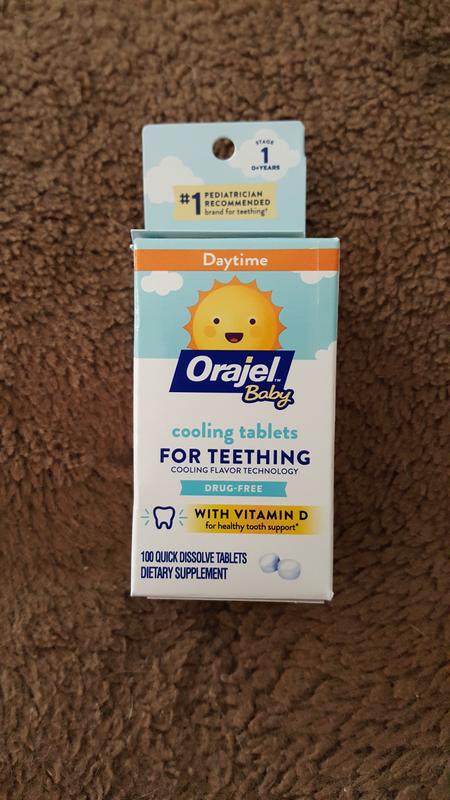 STAGE
1
0+YEARS
#1 PEDIATRICIAN
RECOMMENDED
brand for teething†
Daytime
Orajel™
Baby
cooling tablets
FOR TEETHING
COOLING FLAVOR TECHNOLOGY
DRUG-FREE
WITH VITAMIN D
for healthy tooth support*
100 QUICK DISSOLVE TABLETS
DIETARY SUPPLEMENT